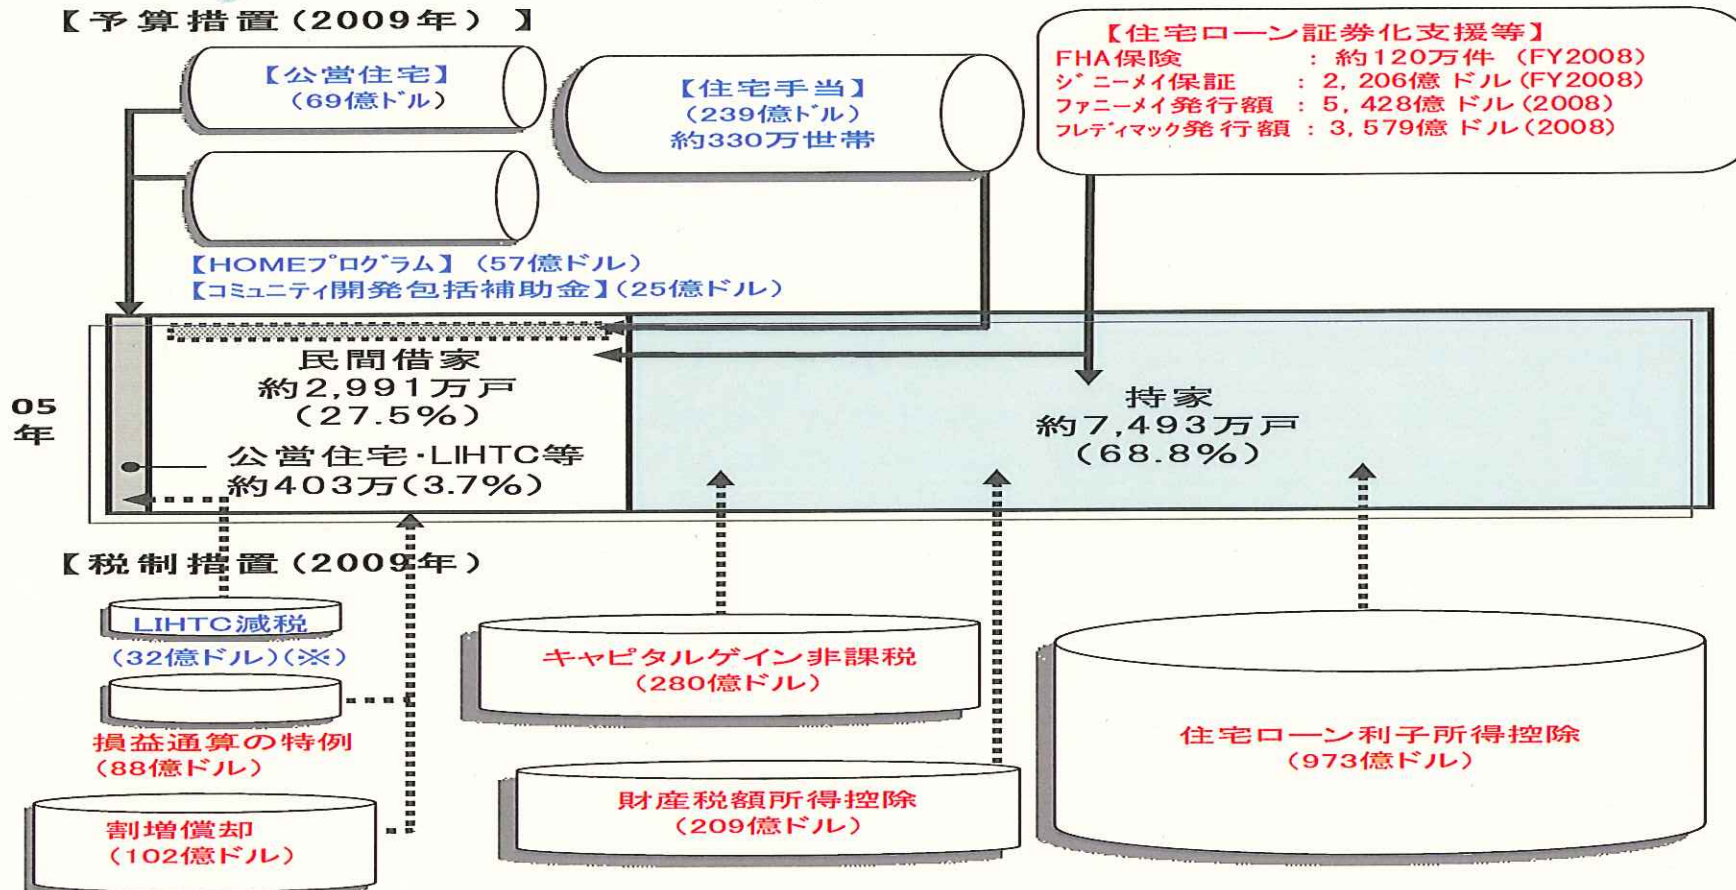 【予算措置(2009年) 】
【公営住宅】
(69億ドル)
【住宅手当】
(239億ドル)
約330万世帯
【住宅ローン証券化支援等】
FHA保険 : 約120万件 (FY2008)
ジニーメイ保証 : 2,206億ドル(FY2008)
ファニーメイ発行額 : 5,428億ドル(2008)
フレディマック発行額 : 3,579億ドル(2008)
【HOMEプログラム】(57億ドル)
【コミュニティ開発包括補助金】(25億ドル)
05
年
民間借家
約2,991万戸
(27.5%)
公営住宅・LIHTC等
約403万(3.7%)
持家
約7,493万戸
(68.8%)
【税制措置(2009年)
LIHTC減税
(32億ドル)(※)
損益通算の特例
(88億ドル)
割増償却
(102億ドル)
キャピタルゲイン非課税
(280億ドル)
財産税額所得控除
(209億ドル)
住宅ローン利子所得控除
(973億ドル)